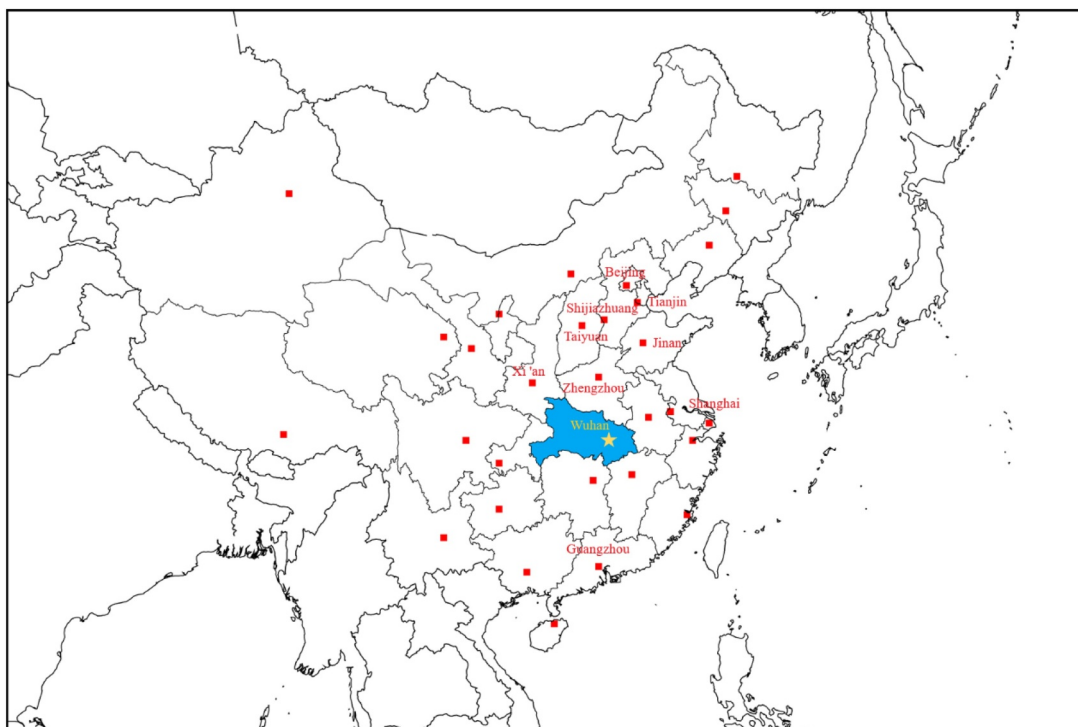 Beijing
Tianjin
Shijiazhuang
Taiyuan
Jinan
Xi 'an
Zhengzhou
Shanghai
Wuhan
Guangzhou